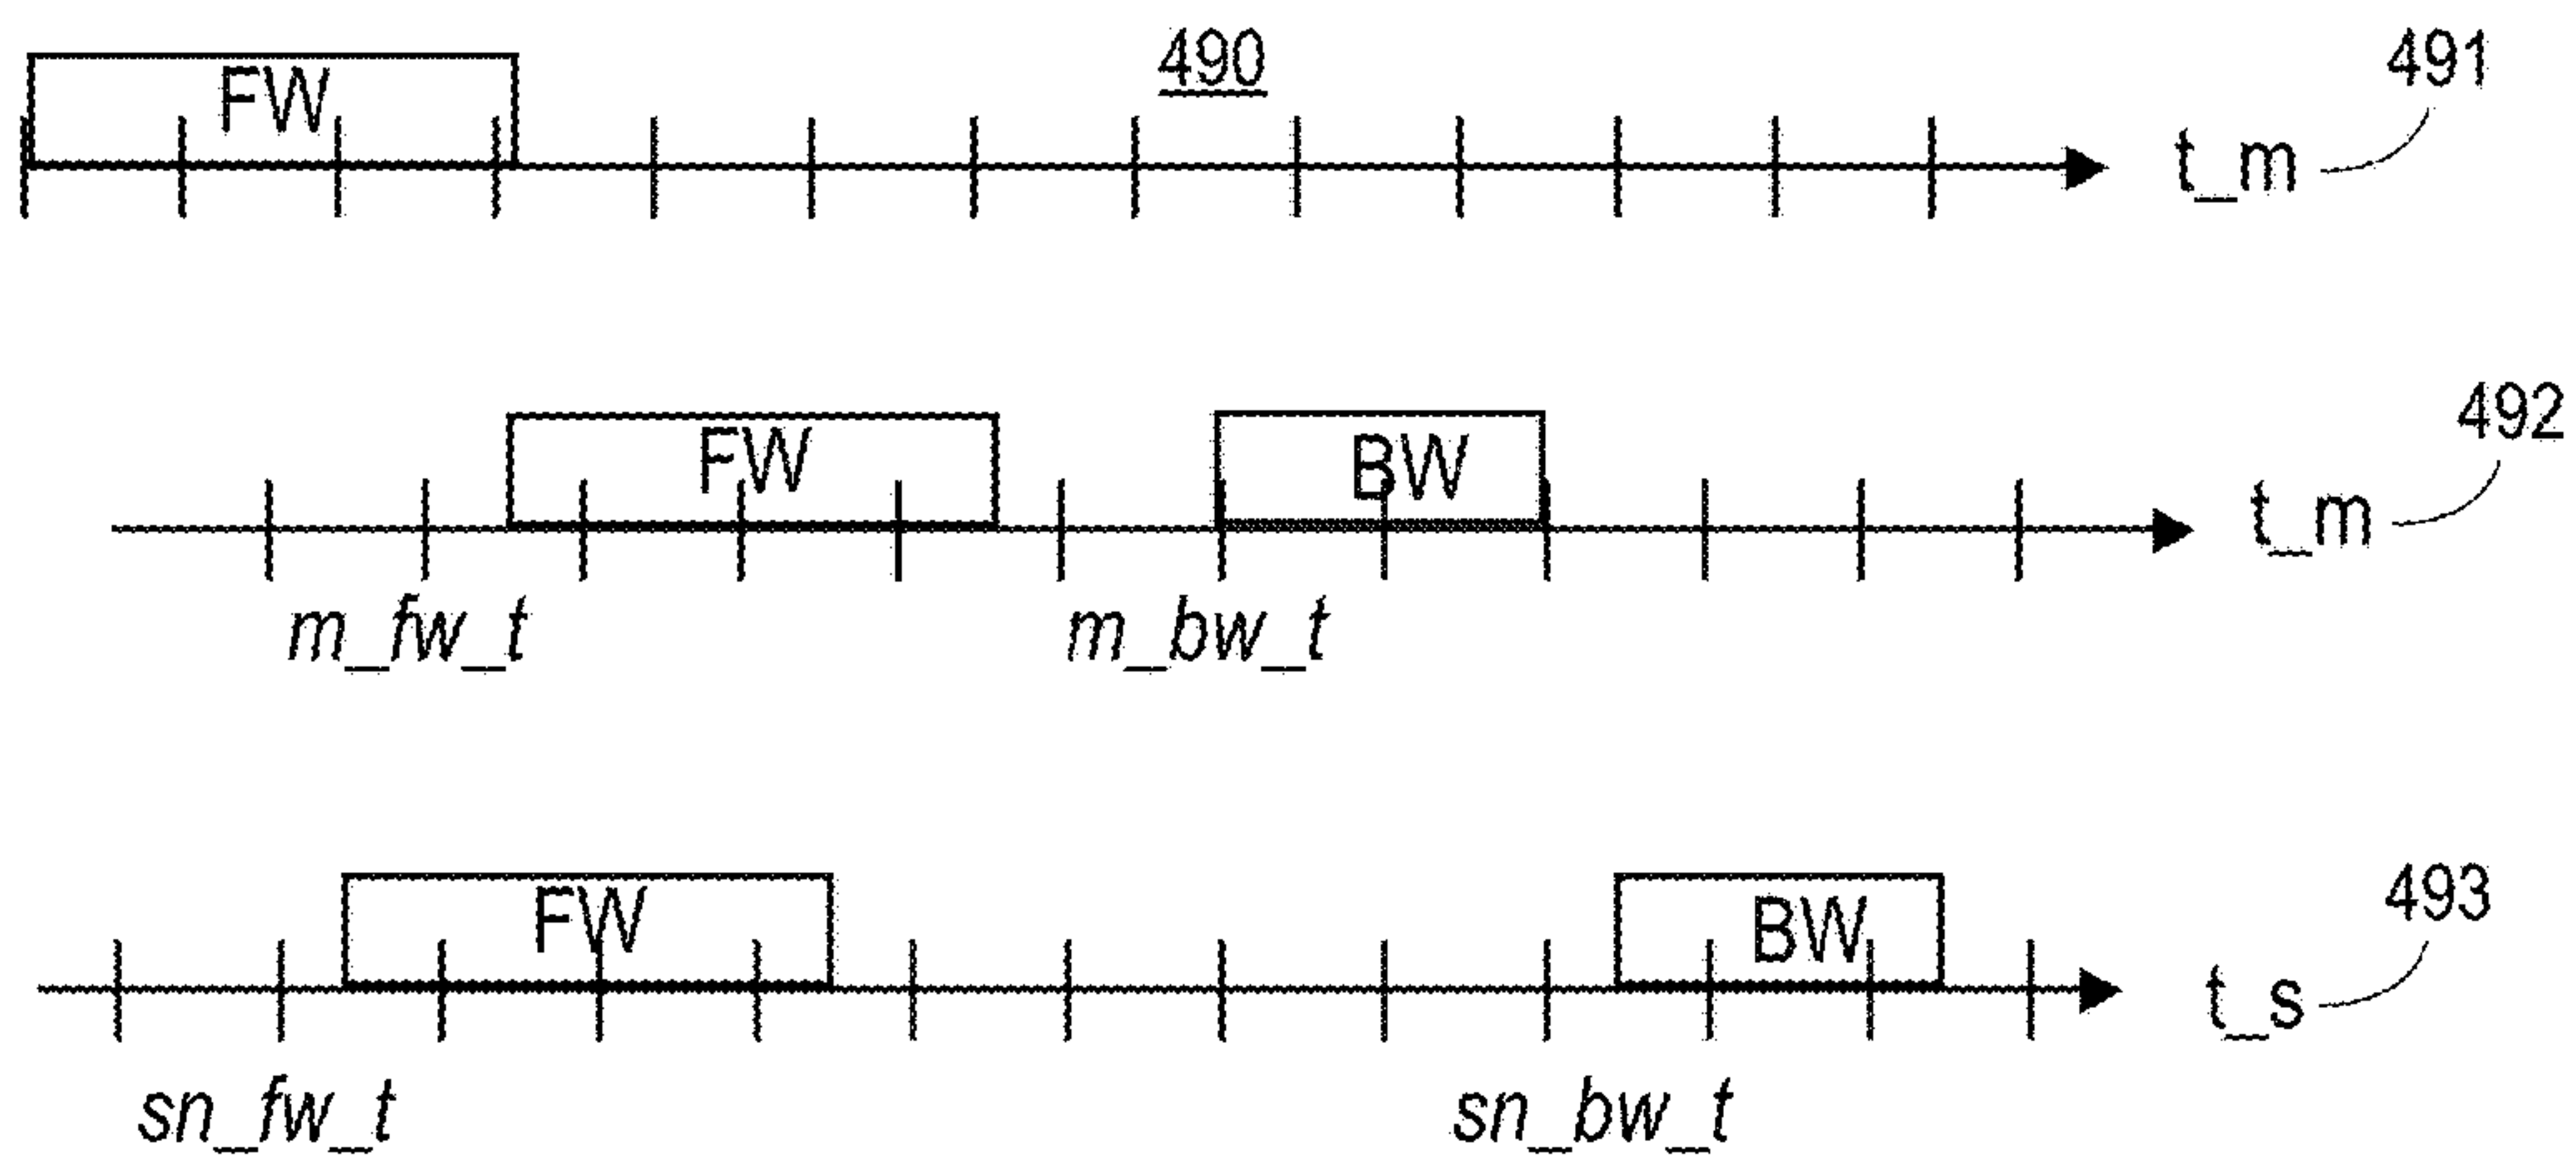 FW 490 491
t_m
FW BW 492
t_m
m_fw_t m_bw_t
FW BW 493
t_s
sn_fw_t sn_bw_t